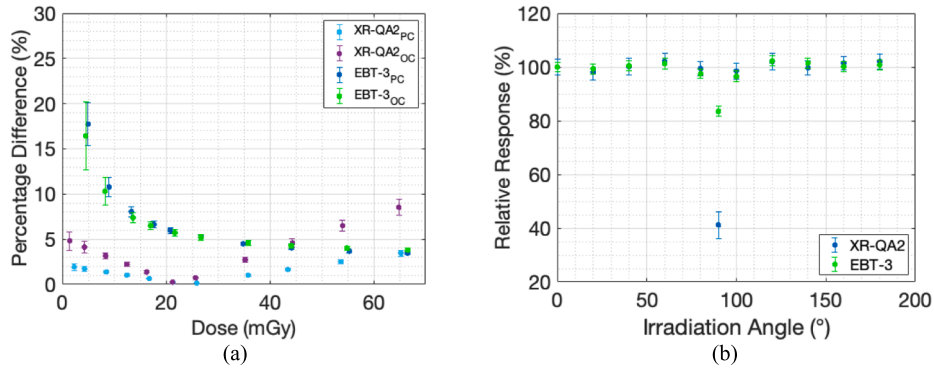 (a)
Percentage Difference (%)
30
25
20
15
10
5
0
0 20 40 60
Dose (mGy)
XR-QA2PC
XR-QA2OC
EBT-3PC
EBT-3OC
(b)
Relative Response (%)
120
100
80
60
40
20
0 50 100 150 200
Irradiation Angle (°)
XR-QA2
EBT-3